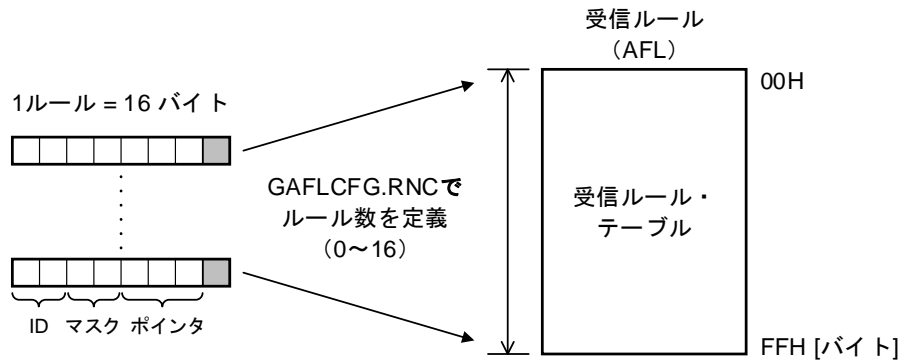 受信ルール
（AFL）
00H
1ルール = 16 バイト
GAFLCFG.RNCで
ルール数を定義
（0～16）
受信ルール・
テーブル
ID マスク ポインタ
FFH [バイト]